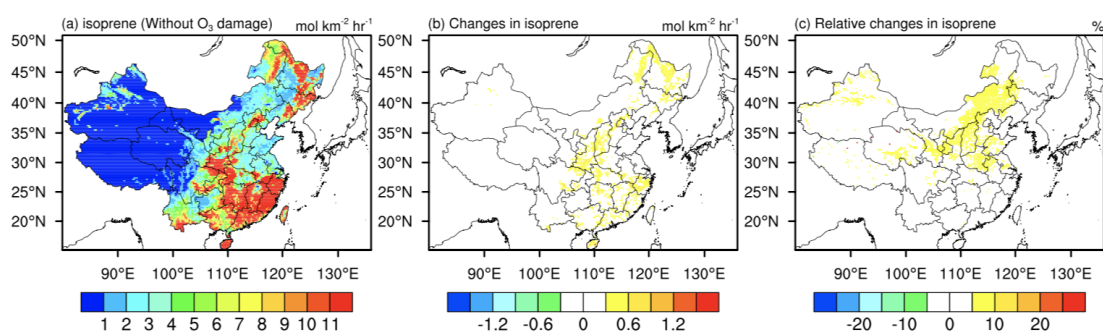 (a) isoprene (Without O₃ damage) mol km⁻² hr⁻¹
50°N
45°N
40°N
35°N
30°N
25°N
20°N
90°E 100°E 110°E 120°E 130°E
1 2 3 4 5 6 7 8 9 10 11
(b) Changes in isoprene mol km⁻² hr⁻¹
50°N
45°N
40°N
35°N
30°N
25°N
20°N
90°E 100°E 110°E 120°E 130°E
-1.2 -0.6 0 0.6 1.2
(c) Relative changes in isoprene %
50°N
45°N
40°N
35°N
30°N
25°N
20°N
90°E 100°E 110°E 120°E 130°E
-20 -10 0 10 20